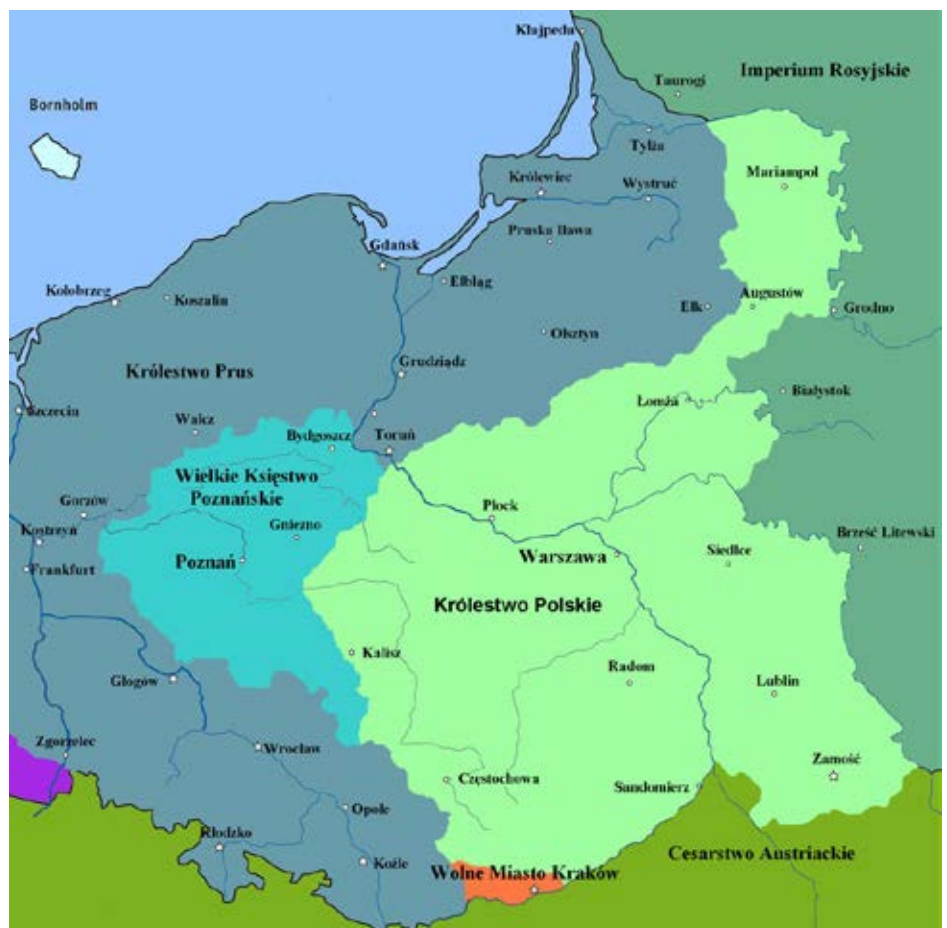 Kłajpeda
Imperium Rosyjskie
Taurogi
Bornholm
Tylża
Mariampol
Królewiec
Wystruć
Pruska Iława
Gdańsk
Elbląg
Kołobrzeg
Koszalin
Ełk
Augustów
Grodno
Olsztyn
Grudziądz
Królestwo Prus
Białystok
Łomża
Szczecin
Wałcz
Bydgoszcz
Toruń
Wielkie Księstwo
Poznańskie
Gorzów
Płock
Gniezno
Kostrzyń
Brześć Litewski
Siedlce
Warszawa
Poznań
Frankfurt
Królestwo Polskie
Kalisz
Radom
Głogów
Lublin
Zgorzelec
Wrocław
Zamość
Częstochowa
Sandomierz
Opole
Kłodzko
Cesarstwo Austriackie
Koźle
Wolne Miasto Kraków